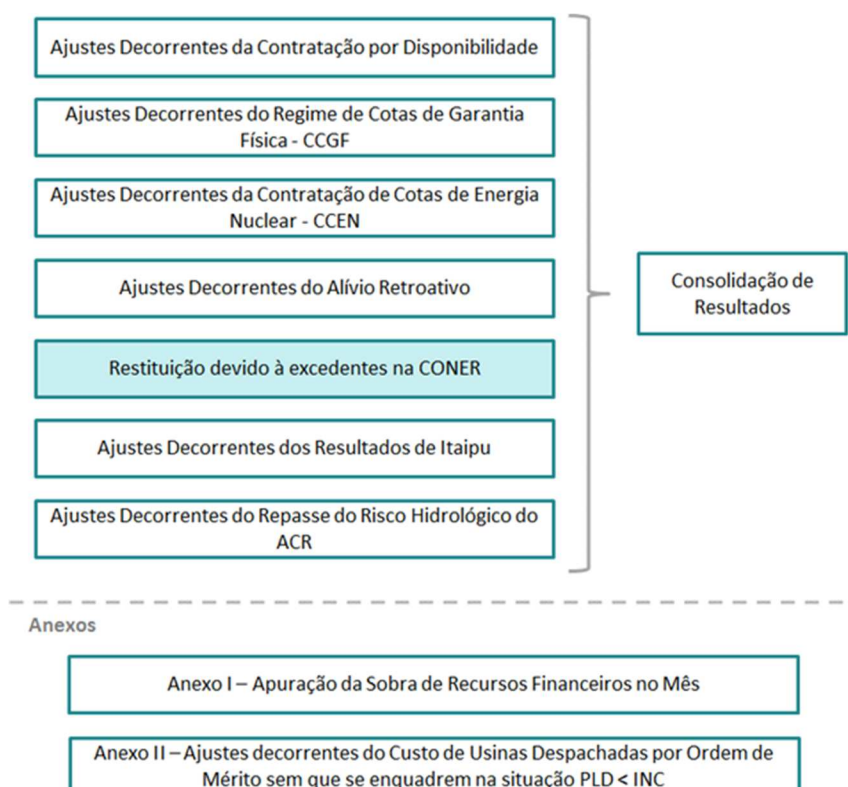 Ajustes Decorrentes da Contratação por Disponibilidade
Ajustes Decorrentes do Regime de Cotas de Garantia
Física - CCGF
Ajustes Decorrentes da Contratação de Cotas de Energia
Nuclear - CCEN
Ajustes Decorrentes do Alívio Retroativo
Restituição devido à excedentes na CONER
Ajustes Decorrentes dos Resultados de Itaipu
Ajustes Decorrentes do Repasse do Risco Hidrológico do
ACR
Consolidação de
Resultados
Anexos
Anexo I – Apuração da Sobra de Recursos Financeiros no Mês
Anexo II – Ajustes decorrentes do Custo de Usinas Despachadas por Ordem de
Mérito sem que se enquadrem na situação PLD < INC